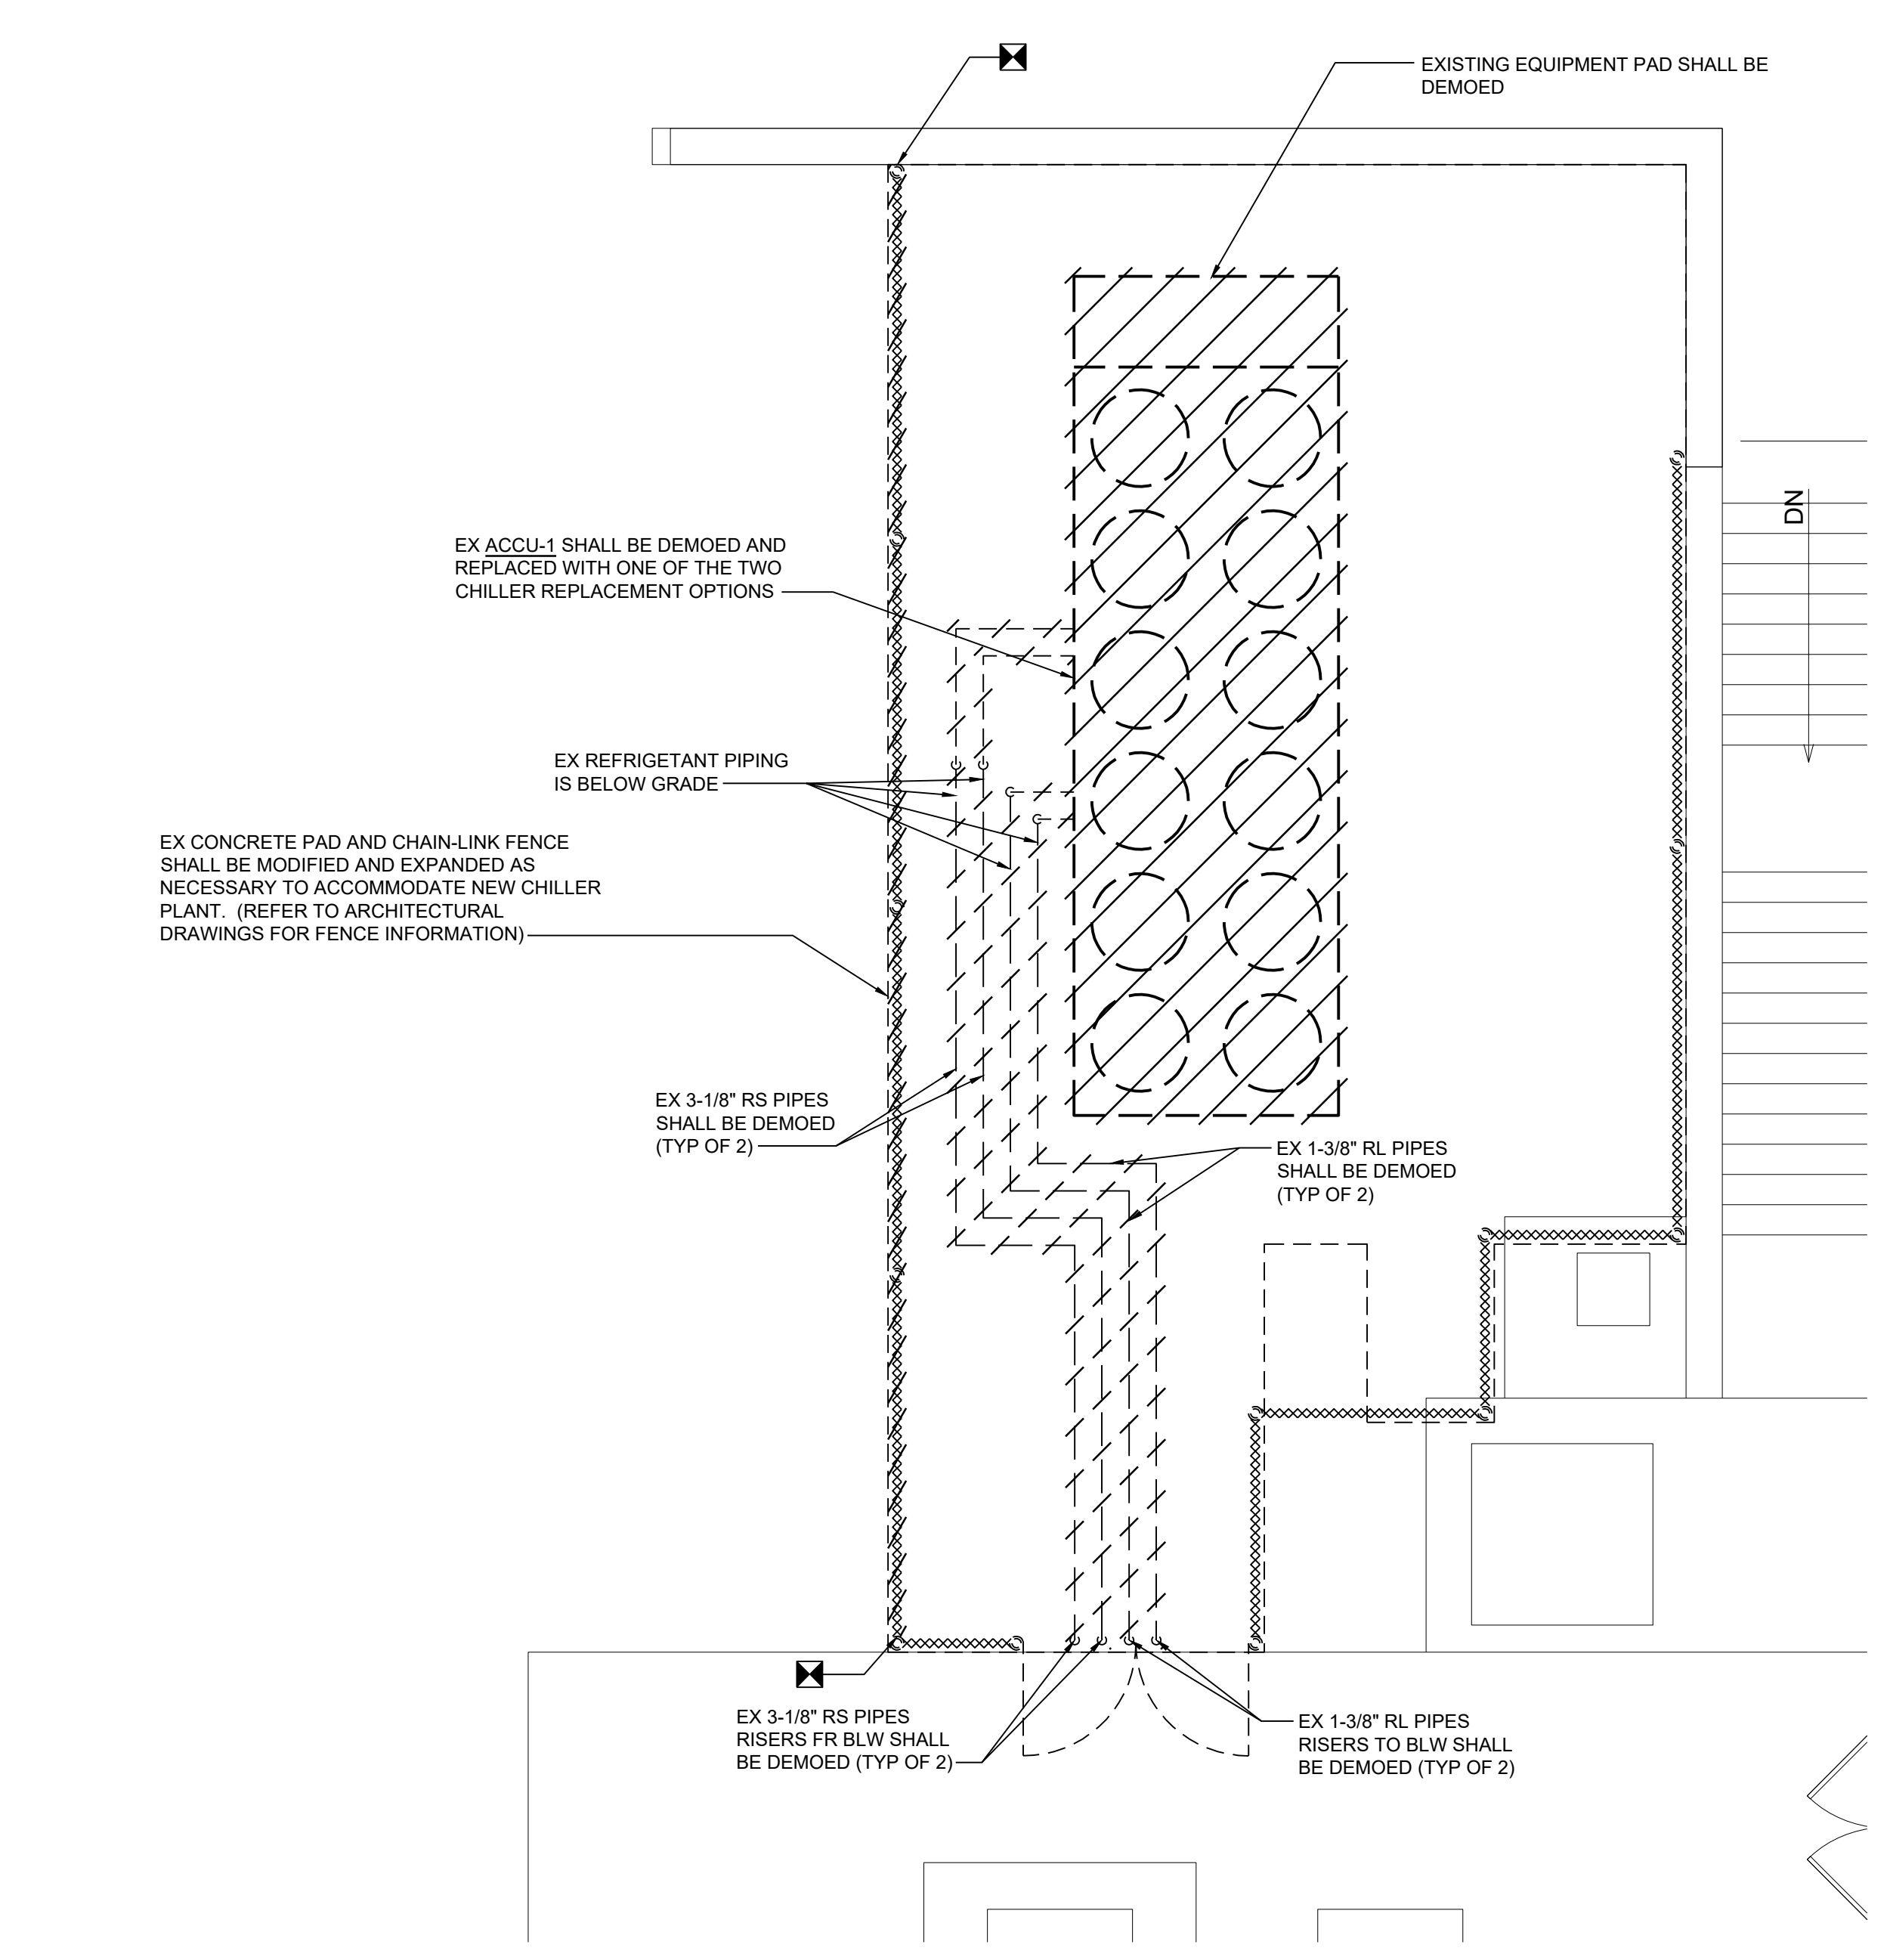 EXISTING EQUIPMENT PAD SHALL BE
DEMOED
DN
EX ACCU-1 SHALL BE DEMOED AND
REPLACED WITH ONE OF THE TWO
CHILLER REPLACEMENT OPTIONS
EX REFRIGETANT PIPING
IS BELOW GRADE
EX CONCRETE PAD AND CHAIN-LINK FENCE
SHALL BE MODIFIED AND EXPANDED AS
NECESSARY TO ACCOMMODATE NEW CHILLER
PLANT. (REFER TO ARCHITECTURAL
DRAWINGS FOR FENCE INFORMATION)
EX 3-1/8" RS PIPES
SHALL BE DEMOED
(TYP OF 2)
EX 1-3/8" RL PIPES
SHALL BE DEMOED
(TYP OF 2)
EX 3-1/8" RS PIPES
RISERS FR BLW SHALL
BE DEMOED (TYP OF 2)
EX 1-3/8" RL PIPES
RISERS TO BLW SHALL
BE DEMOED (TYP OF 2)